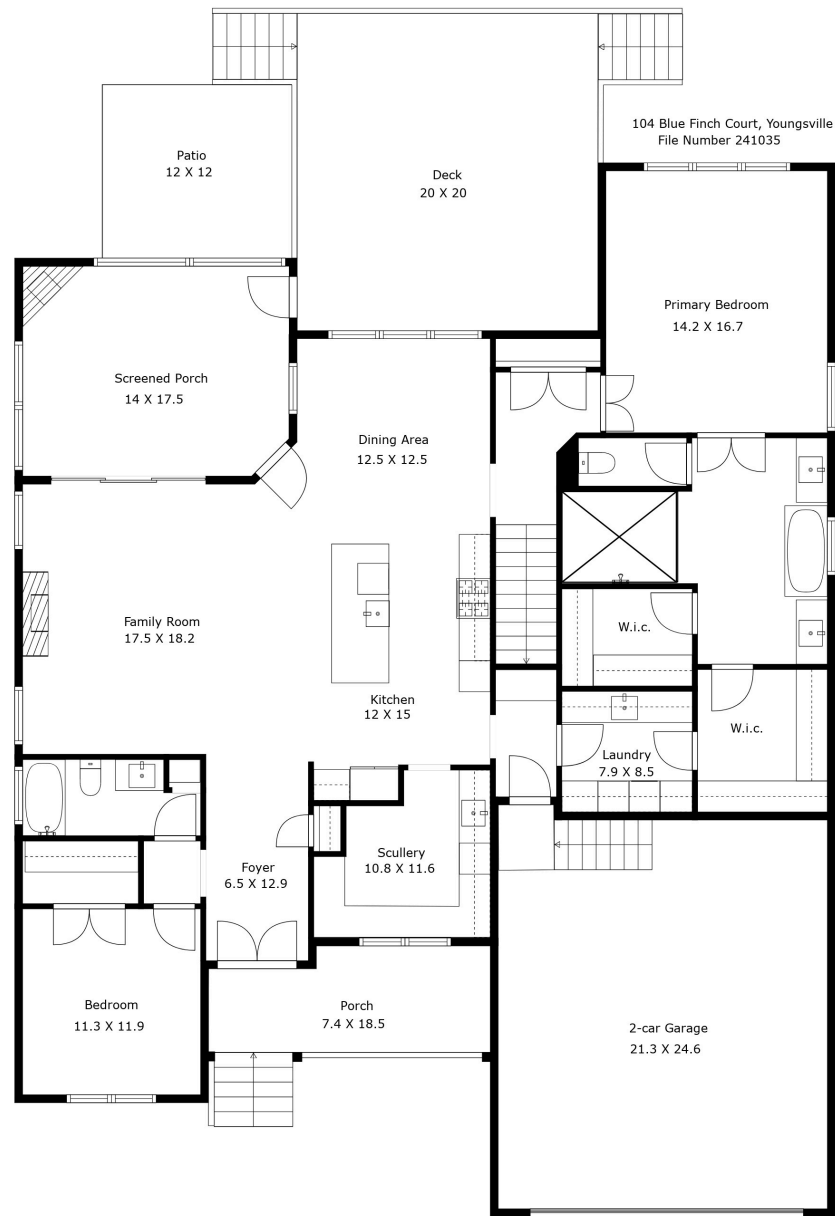 104 Blue Finch Court, Youngsville
File Number 241035
Patio
12 X 12
Deck
20 X 20
Primary Bedroom
14.2 X 16.7
Screened Porch
14 X 17.5
Dining Area
12.5 X 12.5
Family Room
17.5 X 18.2
W.i.c.
Kitchen
12 X 15
W.i.c.
Laundry
7.9 X 8.5
Scullery
10.8 X 11.6
Foyer
6.5 X 12.9
Bedroom
11.3 X 11.9
Porch
7.4 X 18.5
2-car Garage
21.3 X 24.6